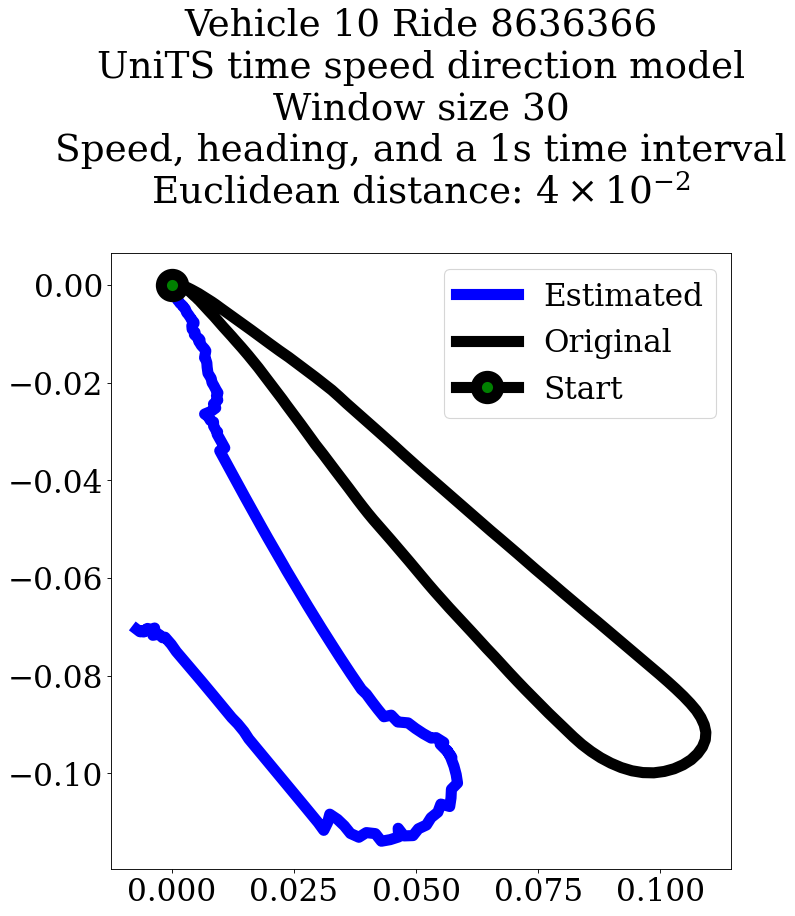 Vehicle 10 Ride 8636366
UniTS time speed direction model
Window size 30
Speed, heading, and a 1s time interval
Euclidean distance: 4 × 10⁻²
Estimated
Original
Start
0.00
−0.02
−0.04
−0.06
−0.08
−0.10
0.000 0.025 0.050 0.075 0.100